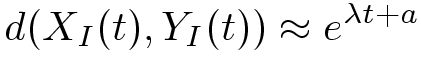 d(X_I(t), Y_I(t)) ≈ e^{λt+a}